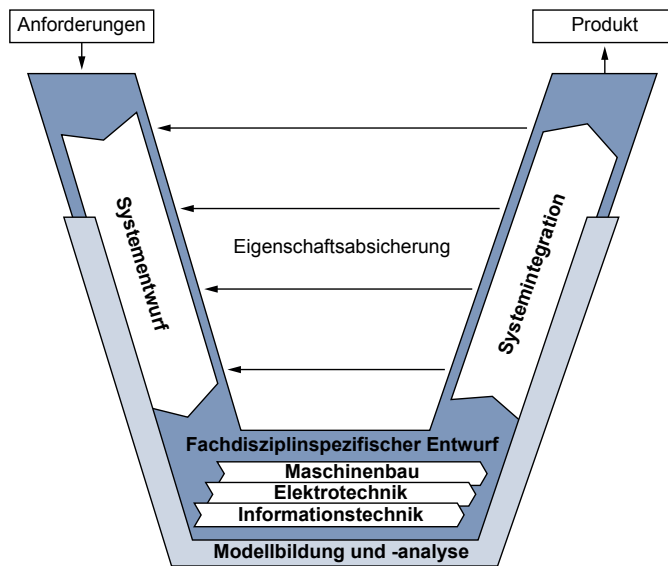 Anforderungen
Produkt
Systementwurf
Eigenschaftsabsicherung
Systemintegration
Fachdisziplinspezifischer Entwurf
Maschinenbau
Elektrotechnik
Informationstechnik
Modellbildung und -analyse